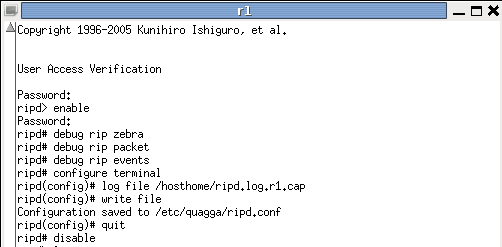 r1
Copyright 1996-2005 Kunihiro Ishiguro, et al.
User Access Verification
Password:
ripd> enable
Password:
ripd# debug rip zebra
ripd# debug rip packet
ripd# debug rip events
ripd# configure terminal
ripd(config)# log file /hosthome/ripd.log.r1.cap
ripd(config)# write file
Configuration saved to /etc/quagga/ripd.conf
ripd(config)# quit
ripd# disable